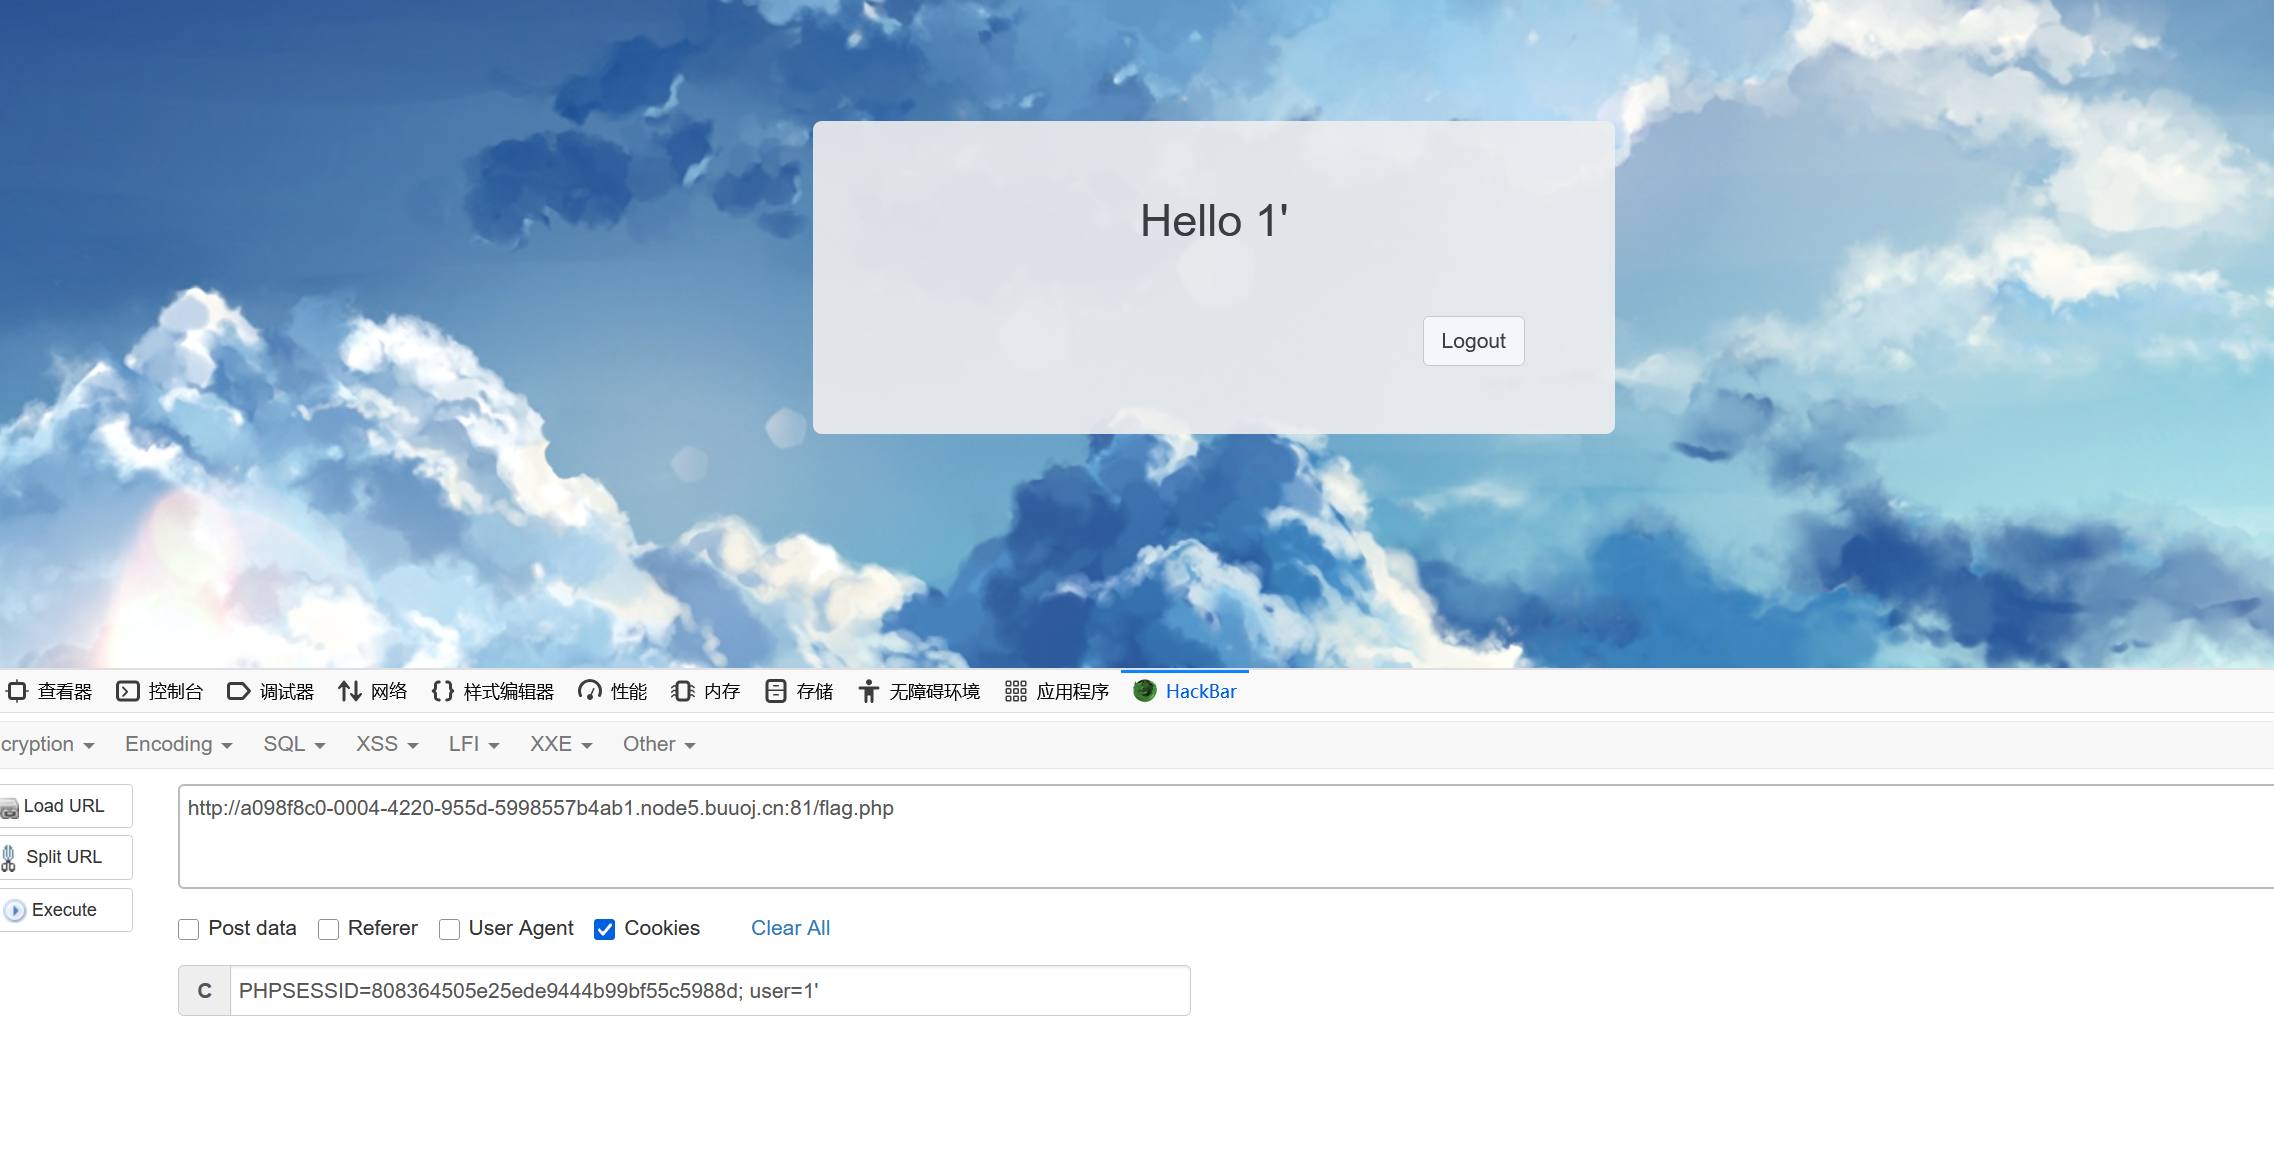 Hello 1'
Logout
查看器 控制台 调试器 网络 样式编辑器 性能 内存 存储 无障碍环境 应用程序 HackBar
cryption Encoding SQL XSS LFI XXE Other
Load URL
http://a098f8c0-0004-4220-955d-5998557b4ab1.node5.buuoj.cn:81/flag.php
Split URL
Execute
Post data Referer User Agent Cookies Clear All
C PHPSESSID=808364505e25ede9444b99bf55c5988d; user=1'